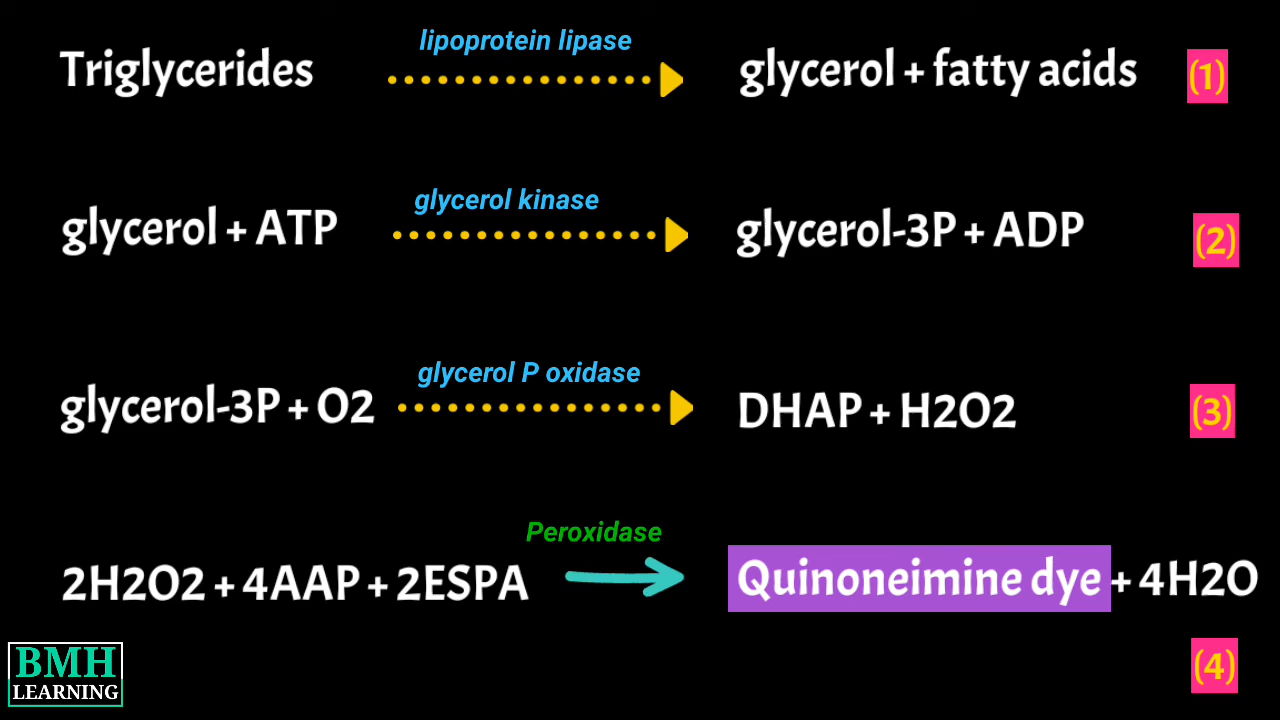 lipoprotein lipase
Triglycerides glycerol + fatty acids (1)
glycerol kinase
glycerol + ATP glycerol-3P + ADP (2)
glycerol P oxidase
glycerol-3P + O2 DHAP + H2O2 (3)
Peroxidase
2H2O2 + 4AAP + 2ESPA Quinoneimine dye + 4H2O
(4)
BMH
LEARNING